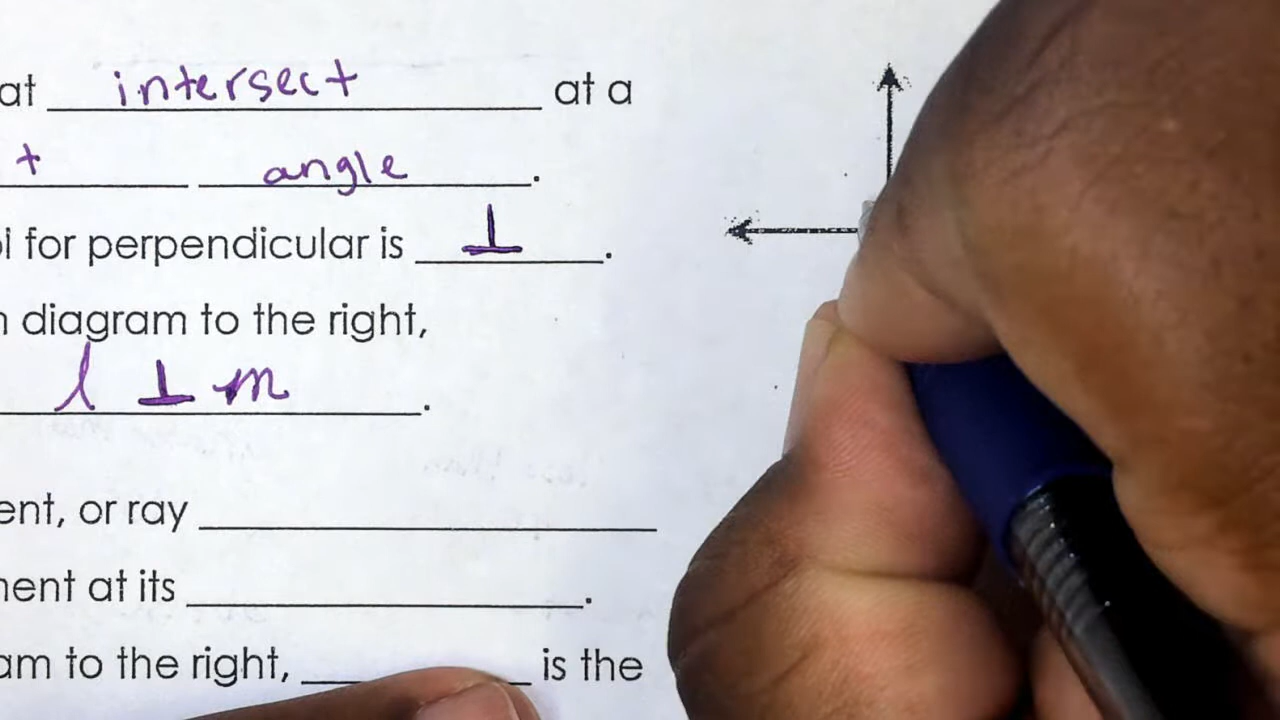 at intersect at a
t angle.
l for perpendicular is ⊥.
diagram to the right,
l ⊥ m.
ent, or ray
ent at its .
am to the right, is the